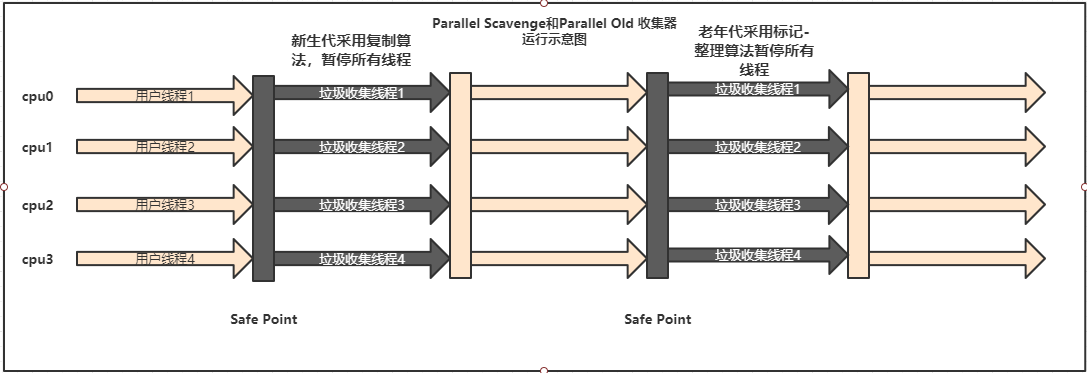 Parallel Scavenge和Parallel Old 收集器
运行示意图
新生代采用复制算
法，暂停所有线程
老年代采用标记-
整理算法暂停所有
线程
cpu0
用户线程1
垃圾收集线程1
垃圾收集线程1
cpu1
用户线程2
垃圾收集线程2
垃圾收集线程2
cpu2
用户线程3
垃圾收集线程3
垃圾收集线程3
cpu3
用户线程4
垃圾收集线程4
垃圾收集线程4
Safe Point
Safe Point